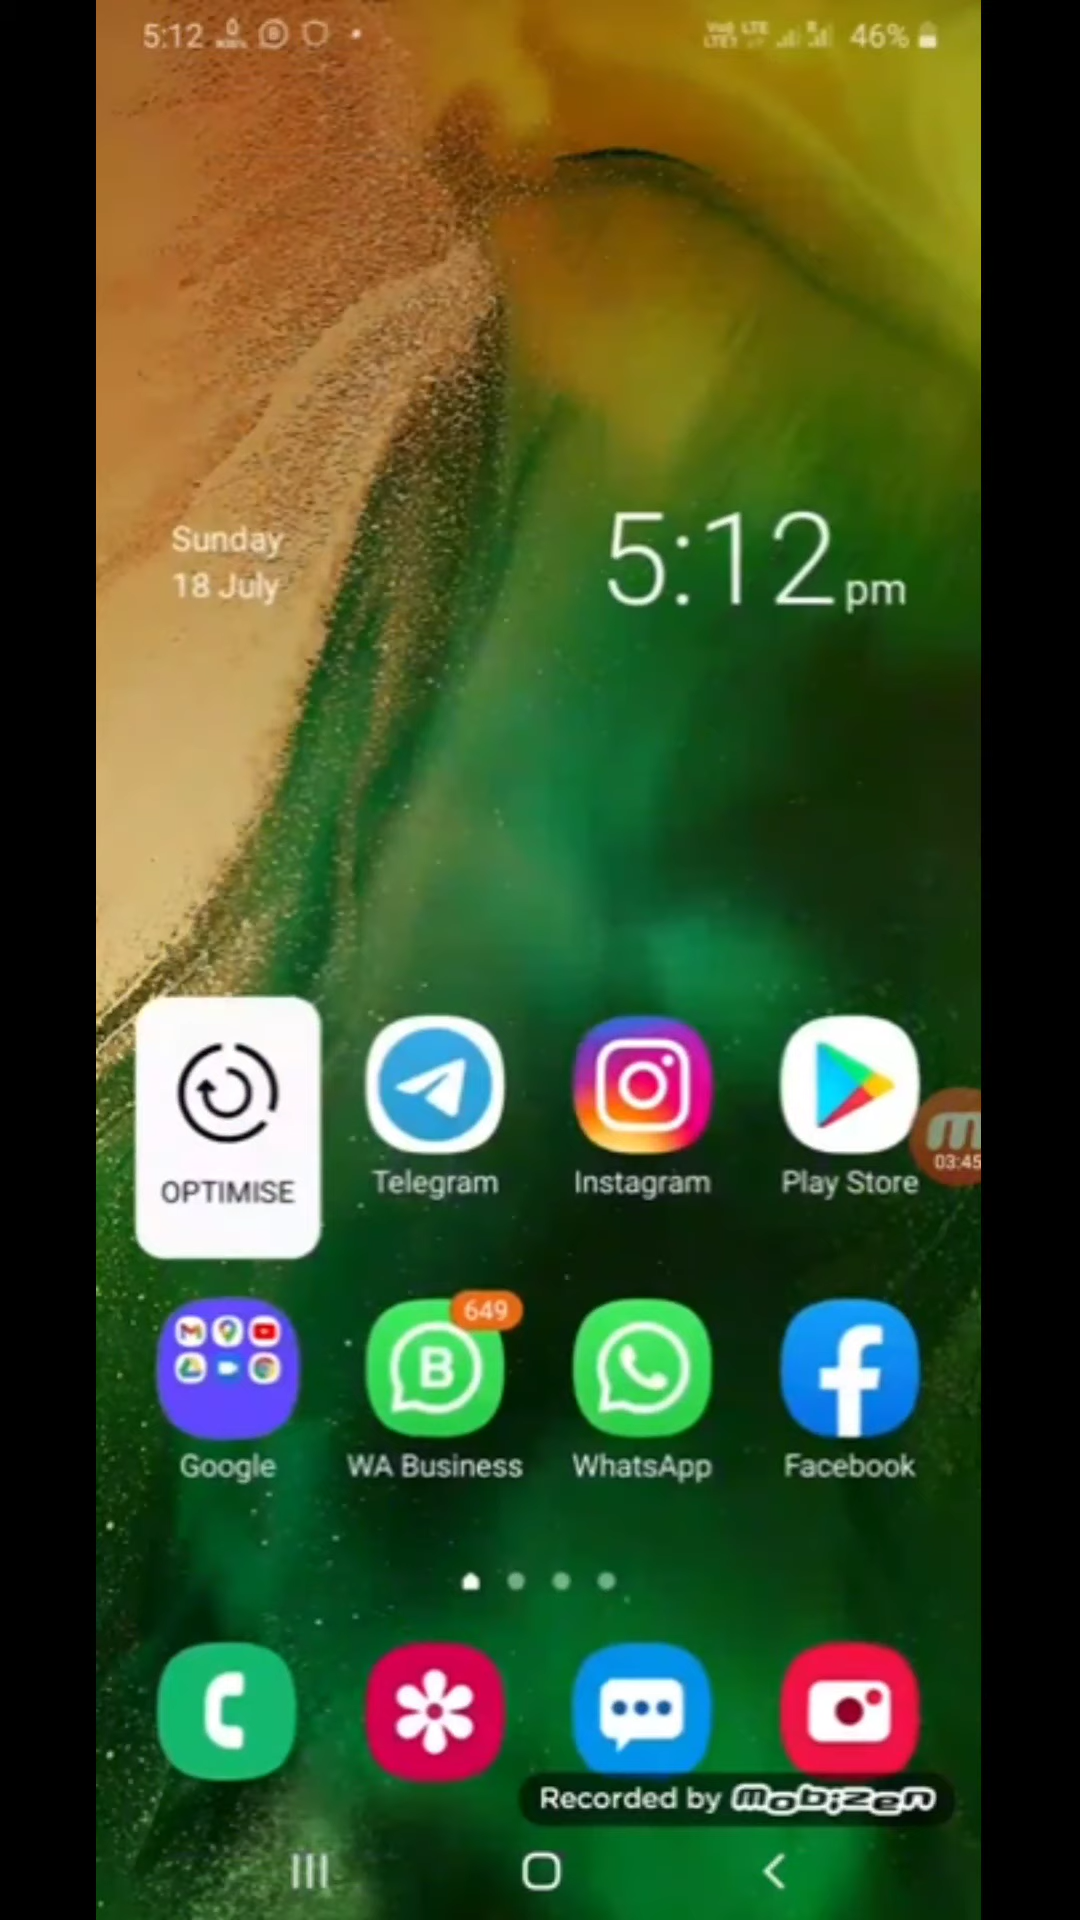 5:12
46%
Sunday
18 July
5:12 pm
OPTIMISE
Telegram
Instagram
Play Store
03:45
649
Google
WA Business
WhatsApp
Facebook
Recorded by Mobizen